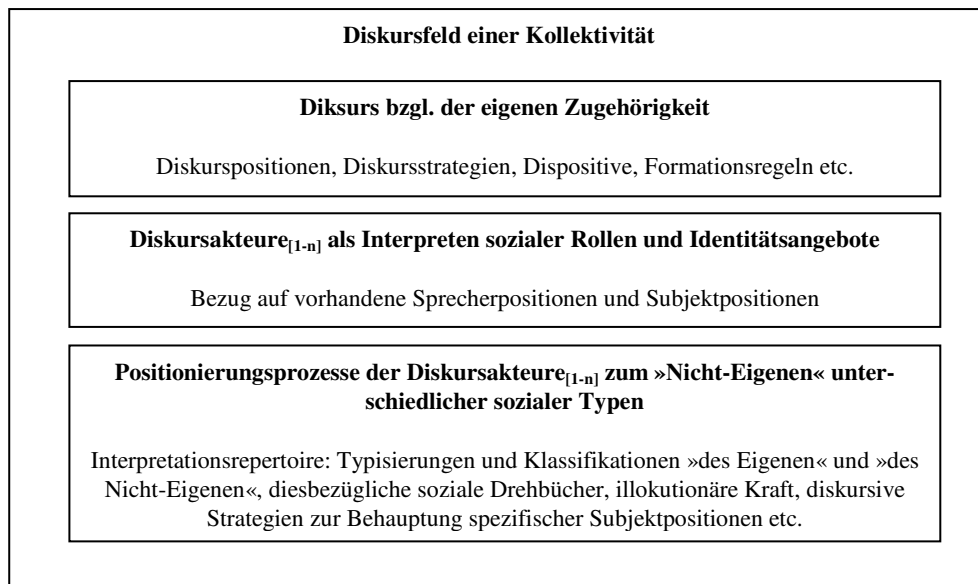 Diskursfeld einer Kollektivität
Diksurs bzgl. der eigenen Zugehörigkeit
Diskurspositionen, Diskursstrategien, Dispositive, Formationsregeln etc.
Diskursakteure[1-n] als Interpreten sozialer Rollen und Identitätsangebote
Bezug auf vorhandene Sprecherpositionen und Subjektpositionen
Positionierungsprozesse der Diskursakteure[1-n] zum »Nicht-Eigenen« unter-
schiedlicher sozialer Typen
Interpretationsrepertoire: Typisierungen und Klassifikationen »des Eigenen« und »des
Nicht-Eigenen«, diesbezügliche soziale Drehbücher, illokutionäre Kraft, diskursive
Strategien zur Behauptung spezifischer Subjektpositionen etc.